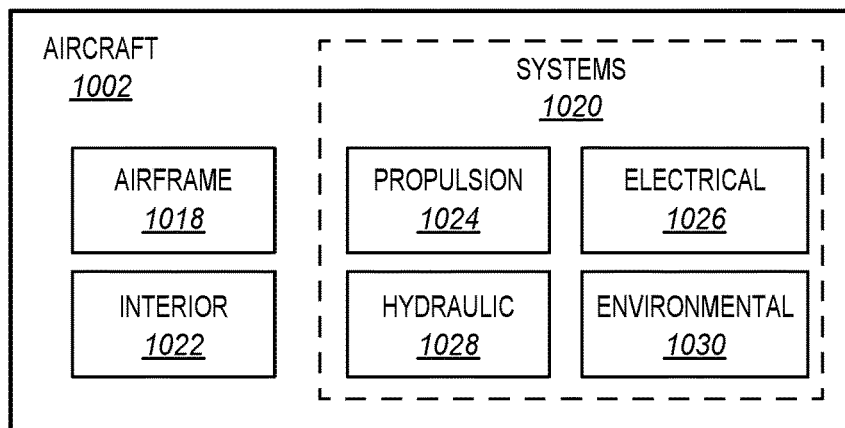 AIRCRAFT
1002
SYSTEMS
1020
AIRFRAME
1018
PROPULSION
1024
ELECTRICAL
1026
INTERIOR
1022
HYDRAULIC
1028
ENVIRONMENTAL
1030